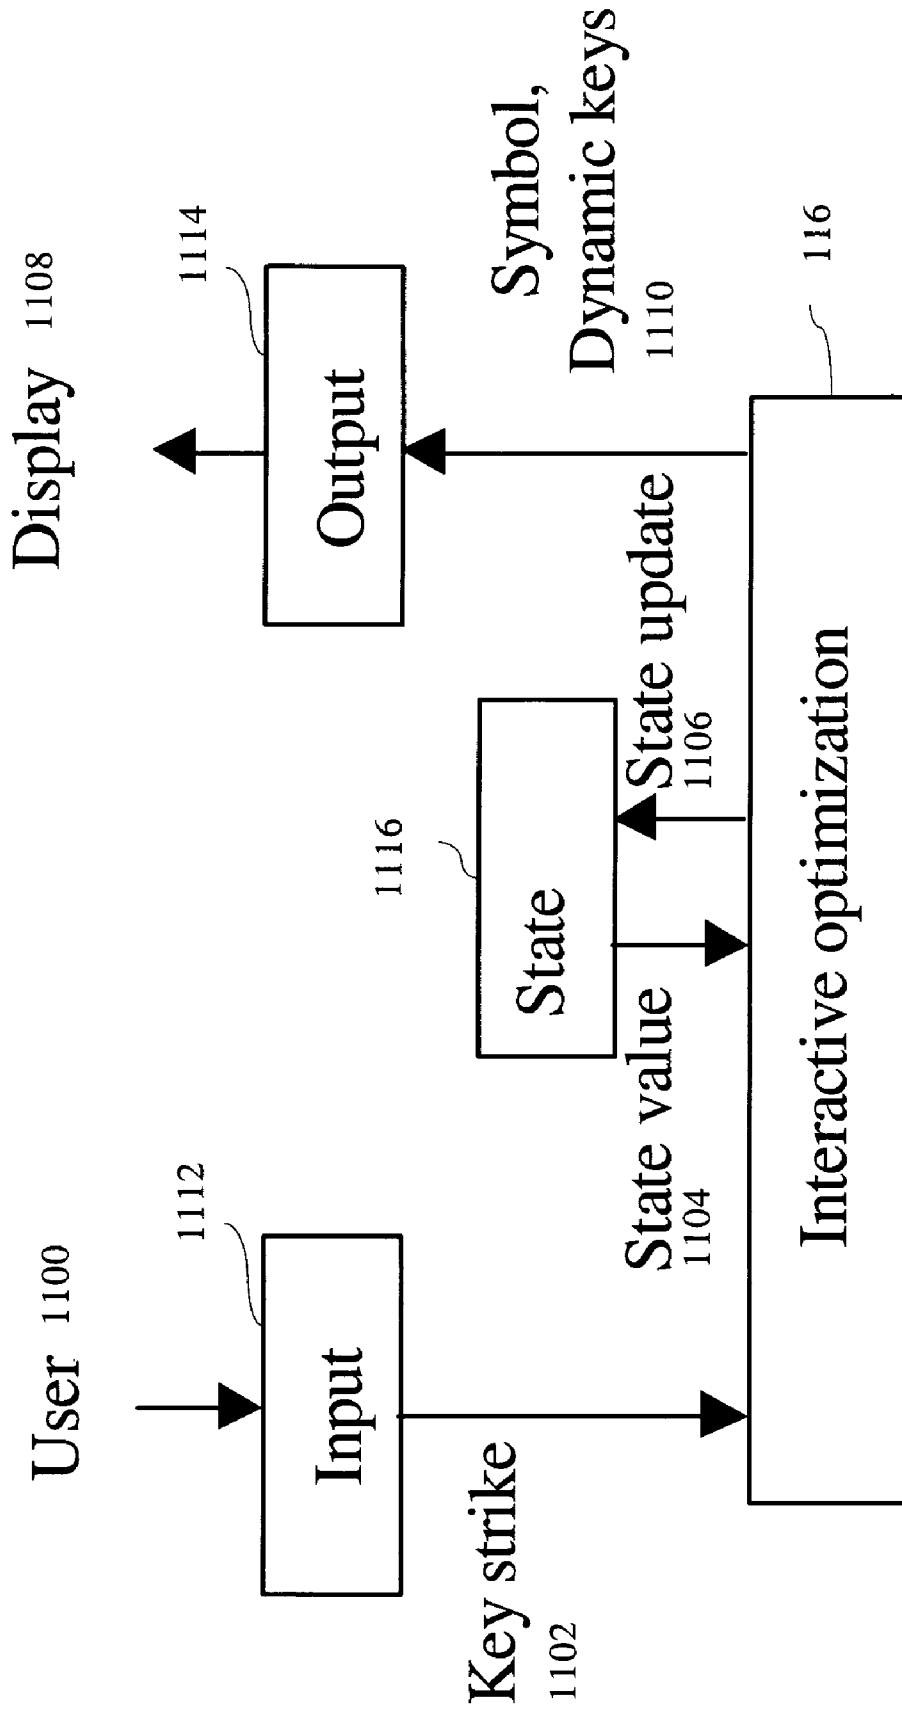 User 1100
Display 1108
1112
1114
Input
Output
1116
State
Key strike
1102
State value
1104
State update
1106
Symbol,
Dynamic keys
1110
116
Interactive optimization